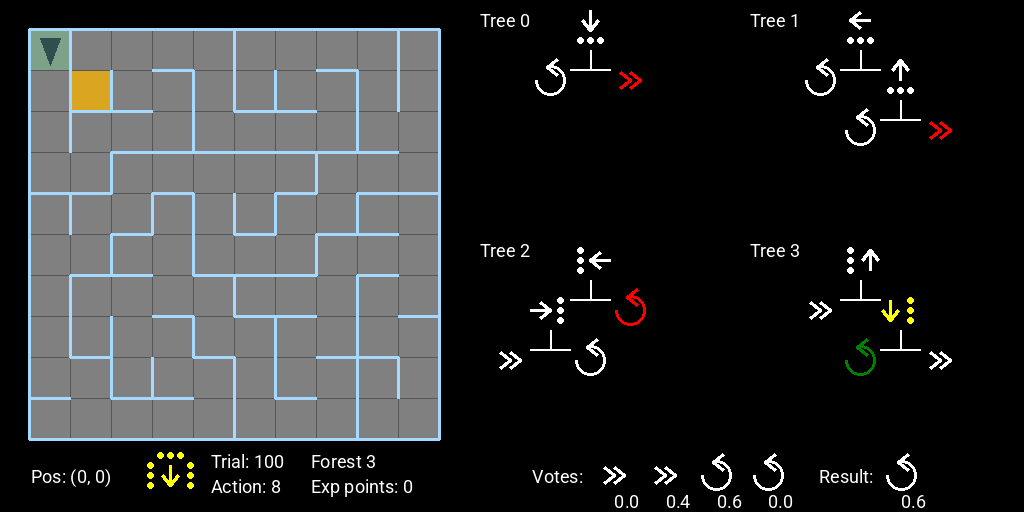 Tree 0
Tree 1
Tree 2
Tree 3
Pos: (0, 0)
Trial: 100
Forest 3
Action: 8
Exp points: 0
Votes:
0.0
0.4
0.6
0.0
Result:
0.6